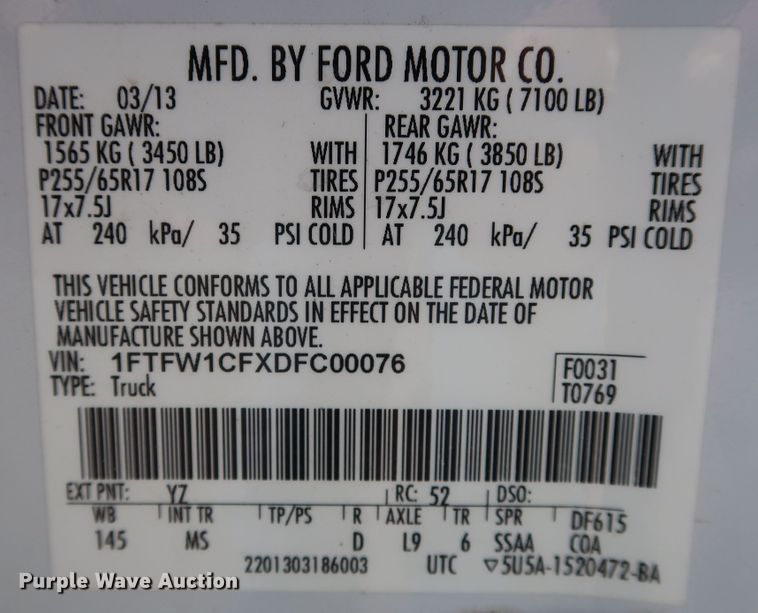 MFD. BY FORD MOTOR CO.
DATE: 03/13 GVWR: 3221 KG ( 7100 LB)
FRONT GAWR: REAR GAWR:
1565 KG ( 3450 LB) WITH 1746 KG ( 3850 LB) WITH
P255/65R17 108S TIRES P255/65R17 108S TIRES
17x7.5J RIMS 17x7.5J RIMS
AT 240 kPa/ 35 PSI COLD AT 240 kPa/ 35 PSI COLD
THIS VEHICLE CONFORMS TO ALL APPLICABLE FEDERAL MOTOR
VEHICLE SAFETY STANDARDS IN EFFECT ON THE DATE OF
MANUFACTURE SHOWN ABOVE.
VIN: 1FTFW1CFXDFC00076 F0031
TYPE: Truck T0769
EXT PNT: YZ RC: 52 DSO:
WB INT TR TP/PS R AXLE TR SPR DF615
145 MS D L9 6 SSAA COA
2201303186003 UTC ▽5U5A-1520472-BA
Purple Wave Auction